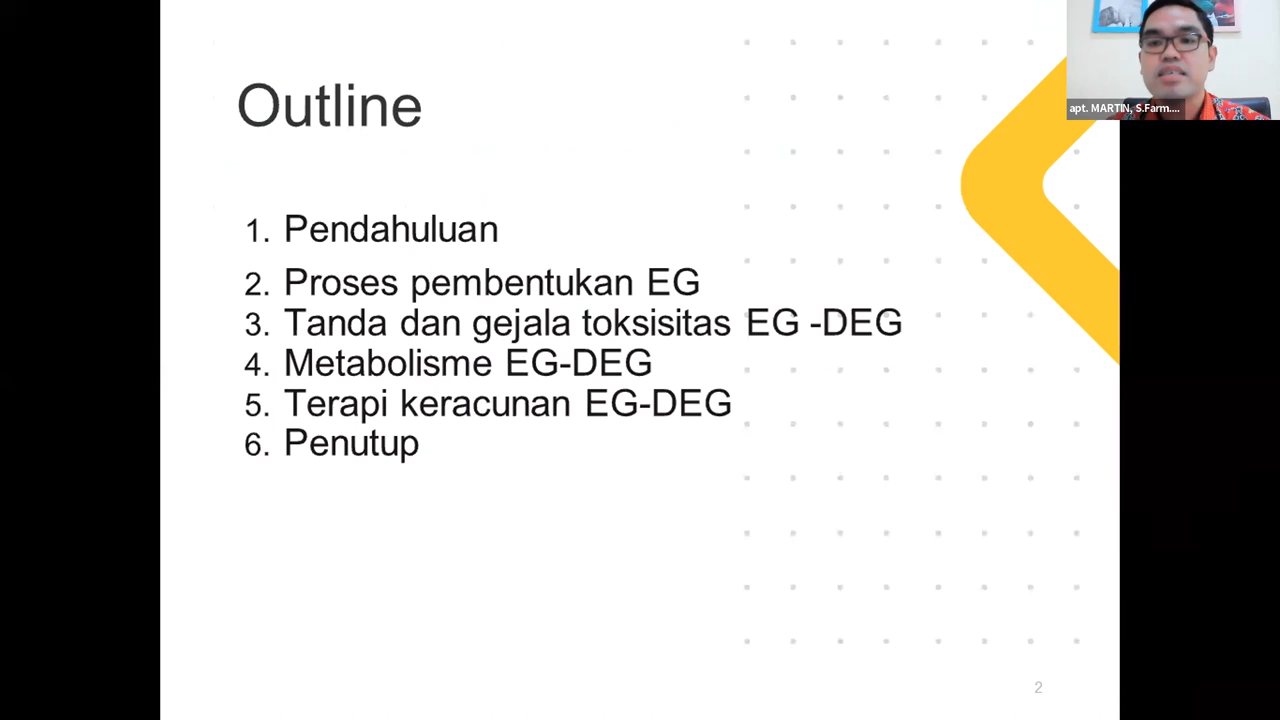 Outline
apt. MARTIN, S.Farm....
1. Pendahuluan
2. Proses pembentukan EG
3. Tanda dan gejala toksisitas EG -DEG
4. Metabolisme EG-DEG
5. Terapi keracunan EG-DEG
6. Penutup
2